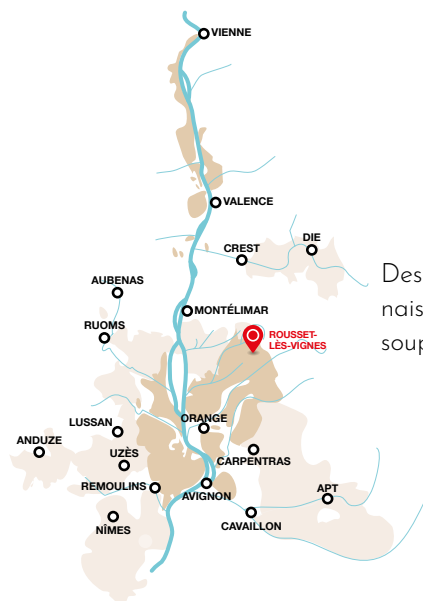 VIENNE
VALENCE
DIE
CREST
AUBENAS
MONTÉLIMAR
RUOMS
ROUSSET-
LÈS-VIGNES
Des
nais
soup
ORANGE
LUSSAN
ANDUZE
UZÈS
CARPENTRAS
REMOULINS
AVIGNON
APT
CAVAILLON
NÎMES